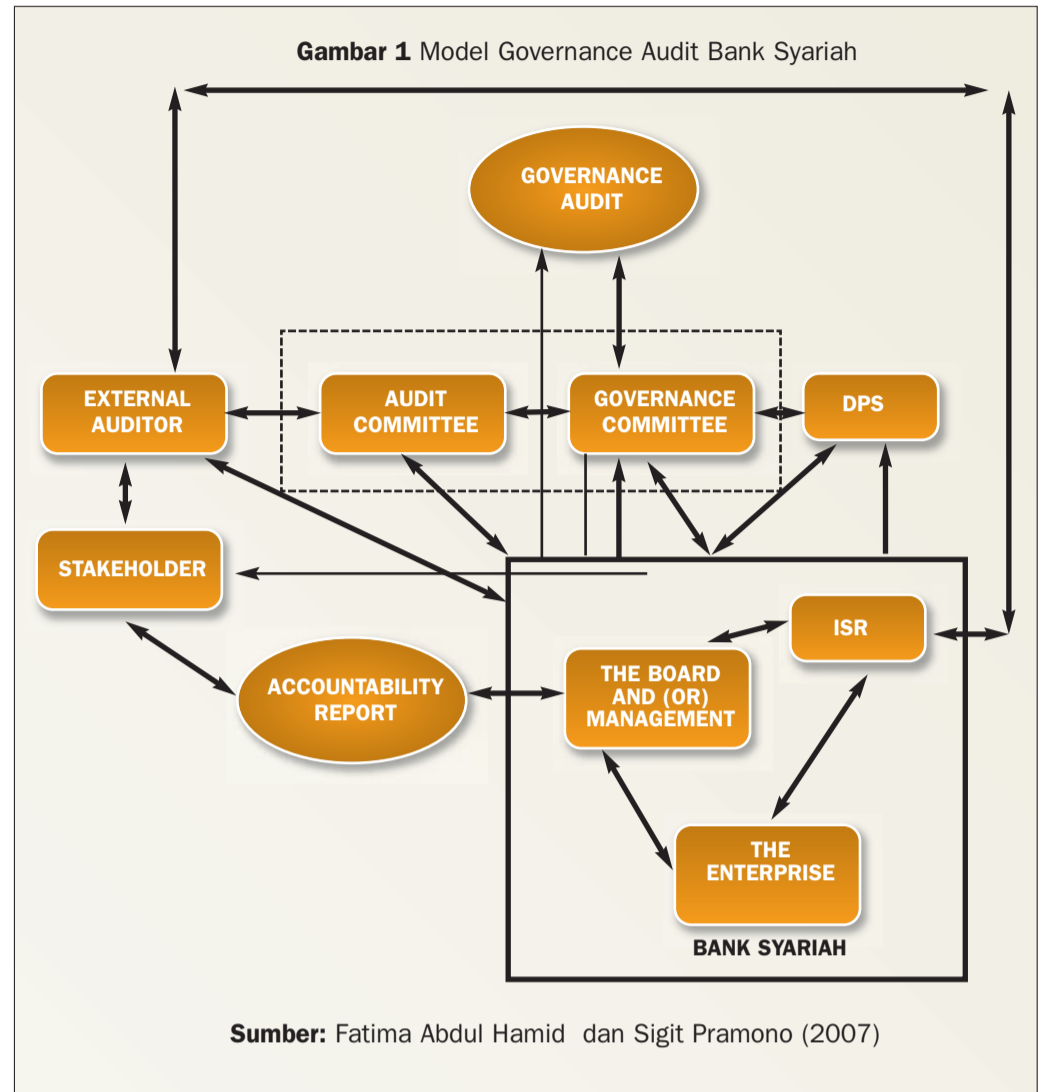 Gambar 1 Model Governance Audit Bank Syariah
GOVERNANCE
AUDIT
EXTERNAL
AUDITOR
AUDIT
COMMITTEE
GOVERNANCE
COMMITTEE
DPS
STAKEHOLDER
ISR
ACCOUNTABILITY
REPORT
THE BOARD
AND (OR)
MANAGEMENT
THE
ENTERPRISE
BANK SYARIAH
Sumber: Fatima Abdul Hamid dan Sigit Pramono (2007)